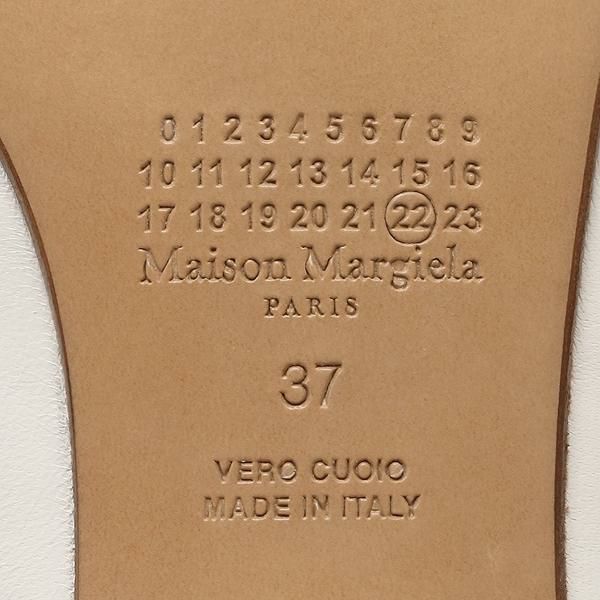 0 1 2 3 4 5 6 7 8 9
10 11 12 13 14 15 16
17 18 19 20 21 22 23
Maison Margiela
PARIS
37
VERO CUOIO
MADE IN ITALY